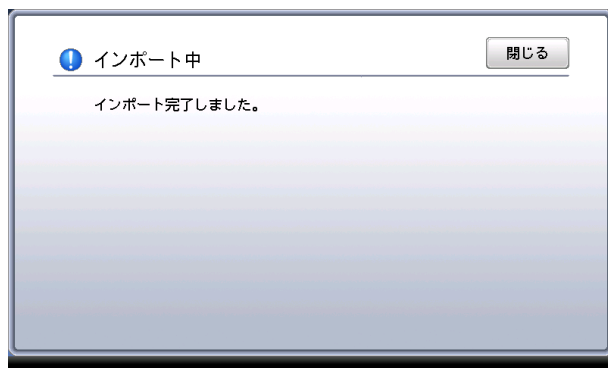 インポート中
閉じる
インポート完了しました。